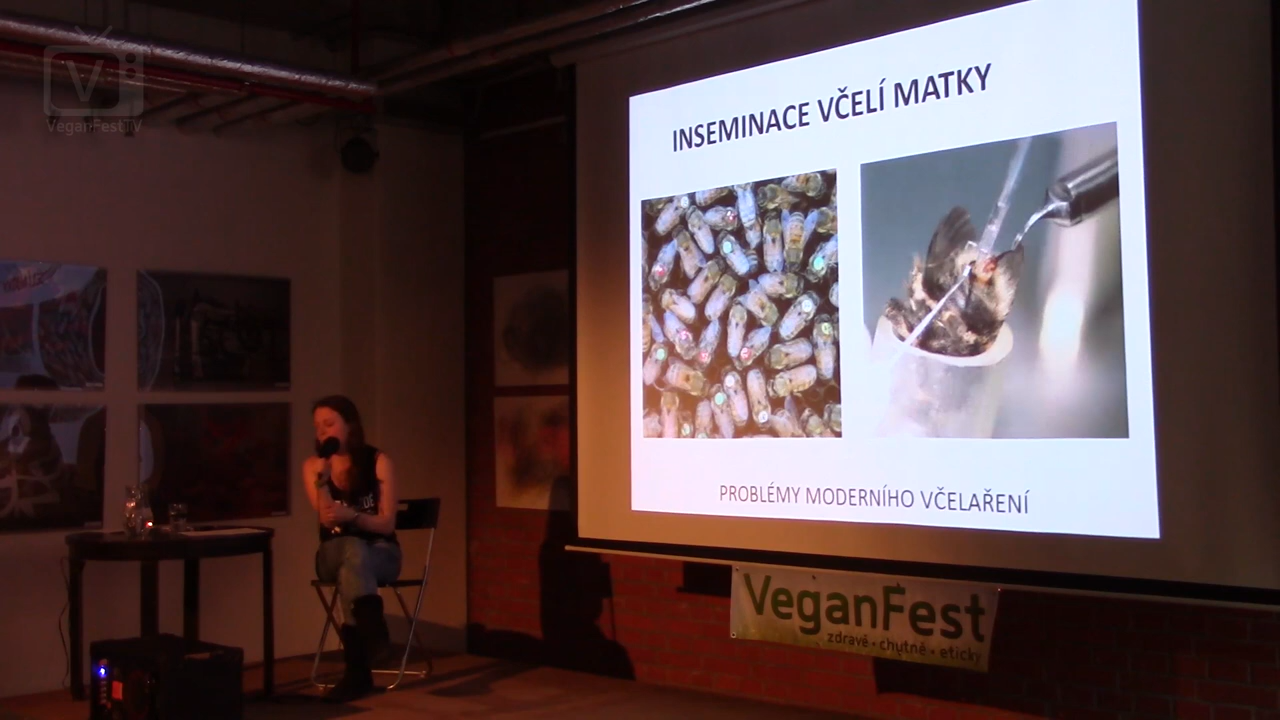 V
VeganFestTV
INSEMINACE VČELÍ MATKY
PROBLÉMY MODERNÍHO VČELAŘENÍ
VeganFest
zdravě • chutně • eticky